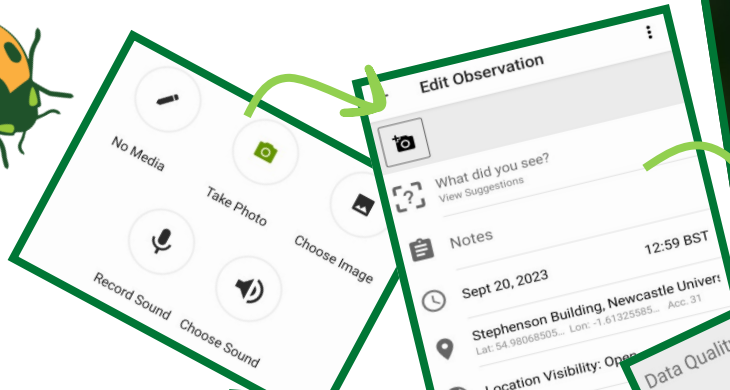 No Media
Take Photo
Choose Image
Record Sound
Choose Sound
Edit Observation
What did you see?
View Suggestions
Notes
Sept 20, 2023
12:59 BST
Stephenson Building, Newcastle Univers
Lat: 54.98068505... Lon: -1.61325585... Acc. 31
Location Visibility: Open
Data Quality